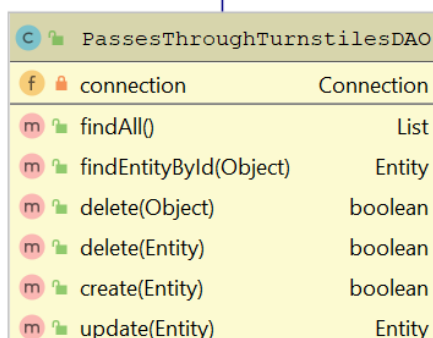 C PassesThroughTurnstilesDAO
f connection Connection
m findAll() List
m findEntityById(Object) Entity
m delete(Object) boolean
m delete(Entity) boolean
m create(Entity) boolean
m update(Entity) Entity